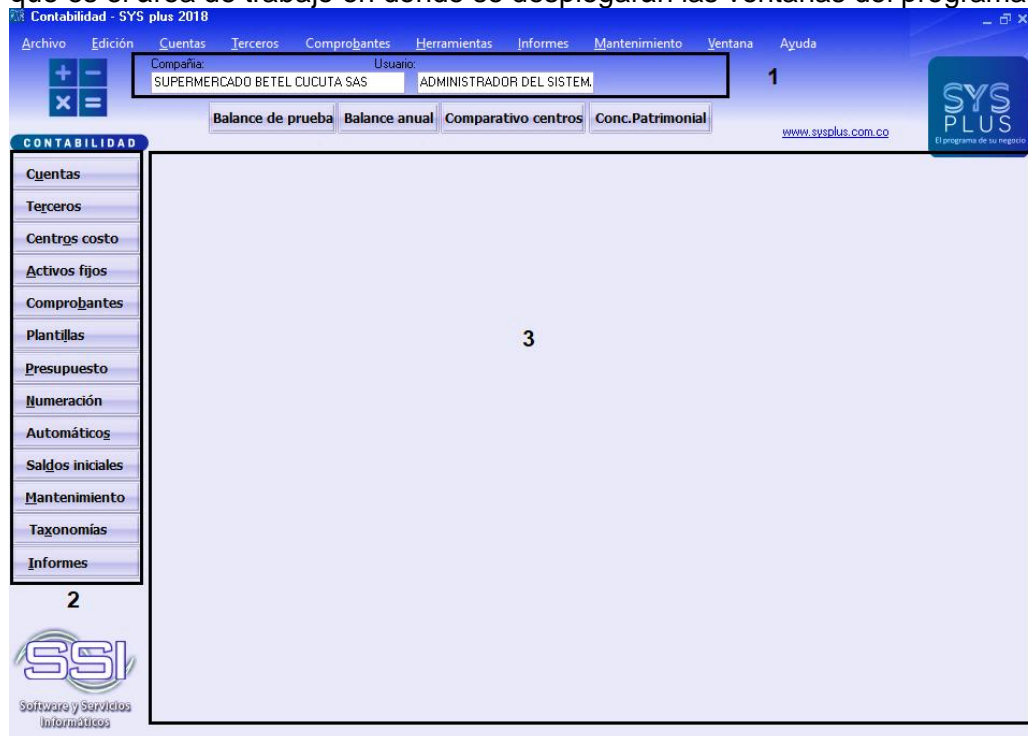 que es el área de trabajo en donde se desplegarán las ventanas del programa
Contabilidad - SYS plus 2018
Archivo Edición Cuentas Terceros Comprobantes Herramientas Informes Mantenimiento Ventana Ayuda
Compañia: Usuario:
SUPERMERCADO BETEL CUCUTA SAS ADMINISTRADOR DEL SISTEM
1
Balance de prueba Balance anual Comparativo centros Conc.Patrimonial
www.sysplus.com.co
SYS
PLUS
El programa de su negocio
CONTABILIDAD
Cuentas
Terceros
Centros costo
Activos fijos
Comprobantes
Plantillas
Presupuesto
Numeración
Automáticos
Saldos iniciales
Mantenimiento
Taxonomías
Informes
2
3
SSI
Software y Servicios
Informáticos